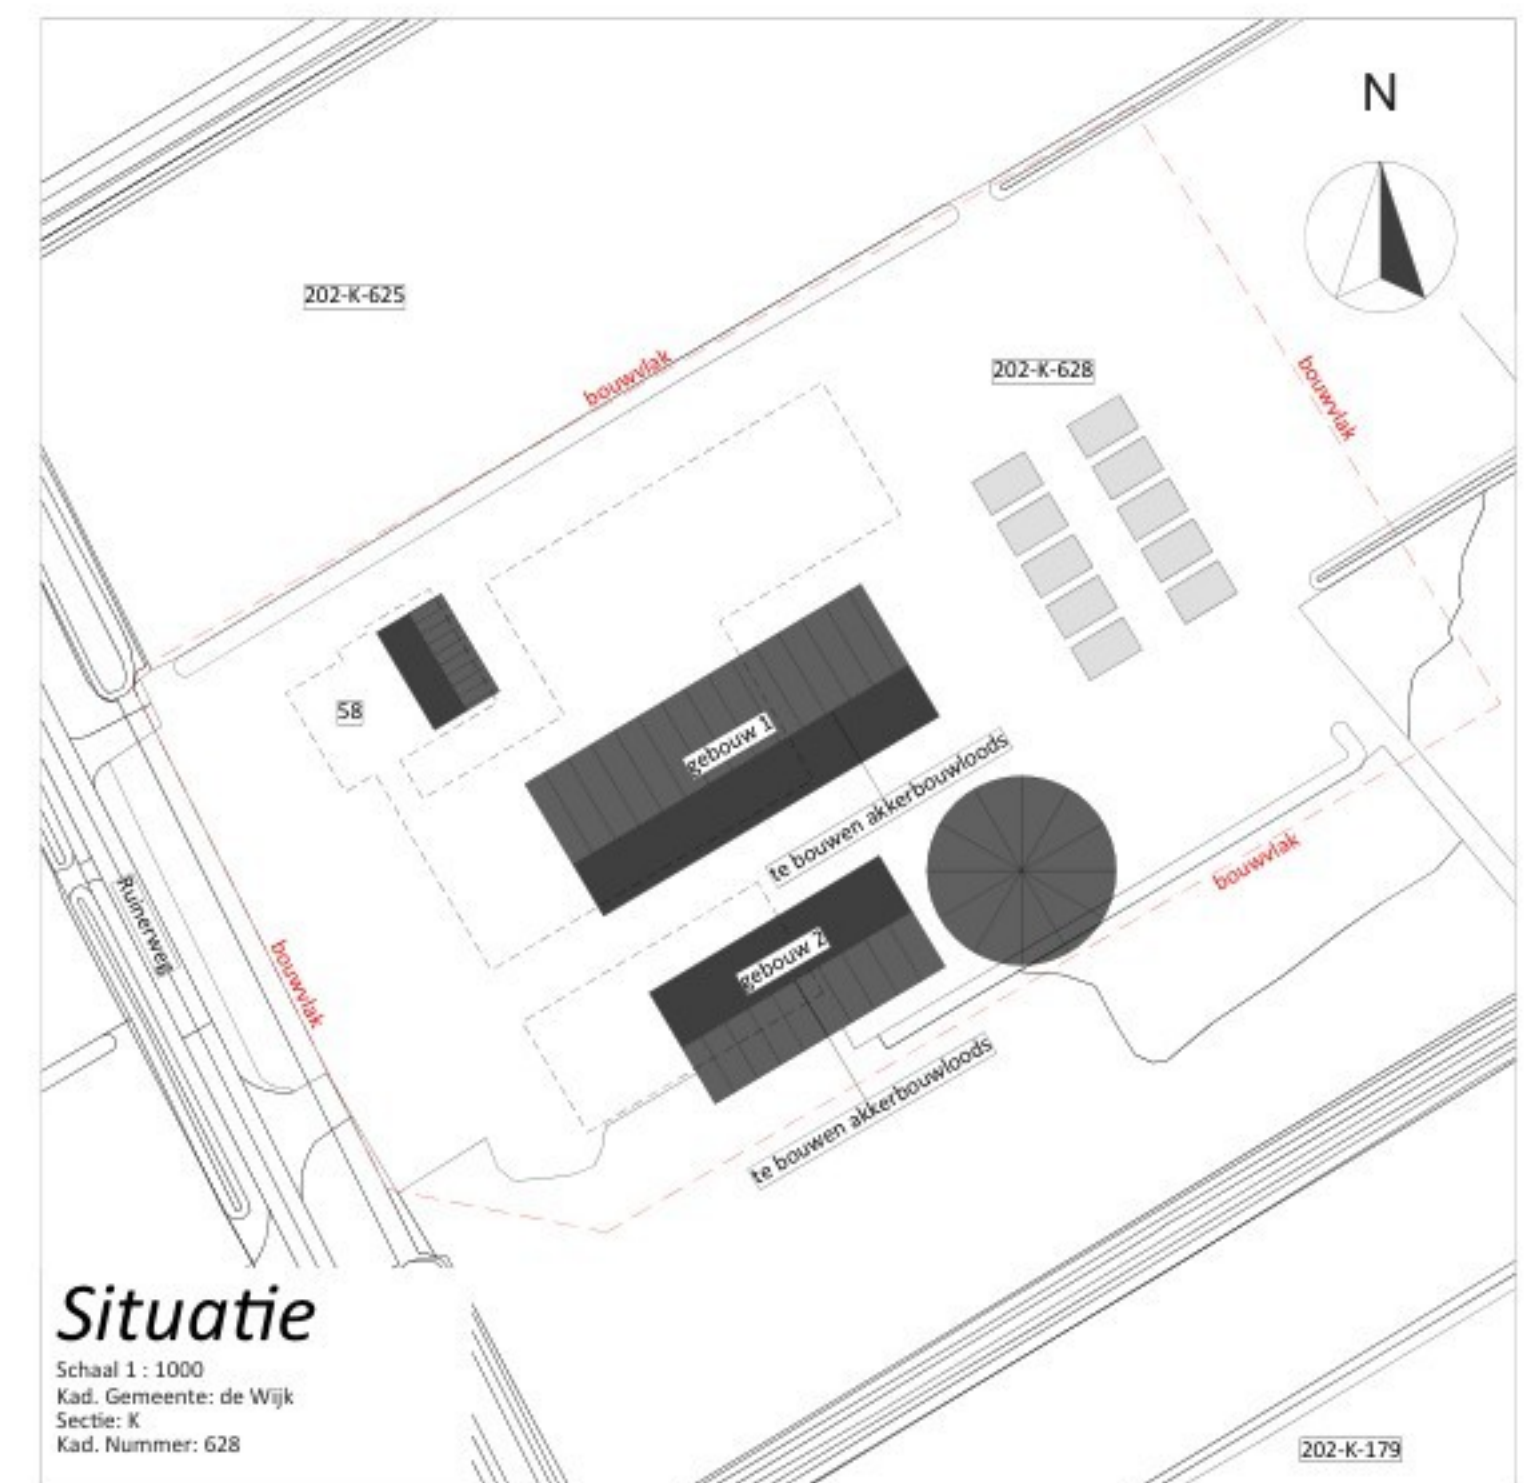 N
202-K-625
bouwvlak
202-K-628
bouwvlak
58
gebouw 1
te bouwen akkerbouwloods
bouwvlak
Ruinerweg
gebouw 2
bouwvlak
te bouwen akkerbouwloods
Situatie
Schaal 1 : 1000
Kad. Gemeente: de Wijk
Sectie: K
Kad. Nummer: 628
202-K-179